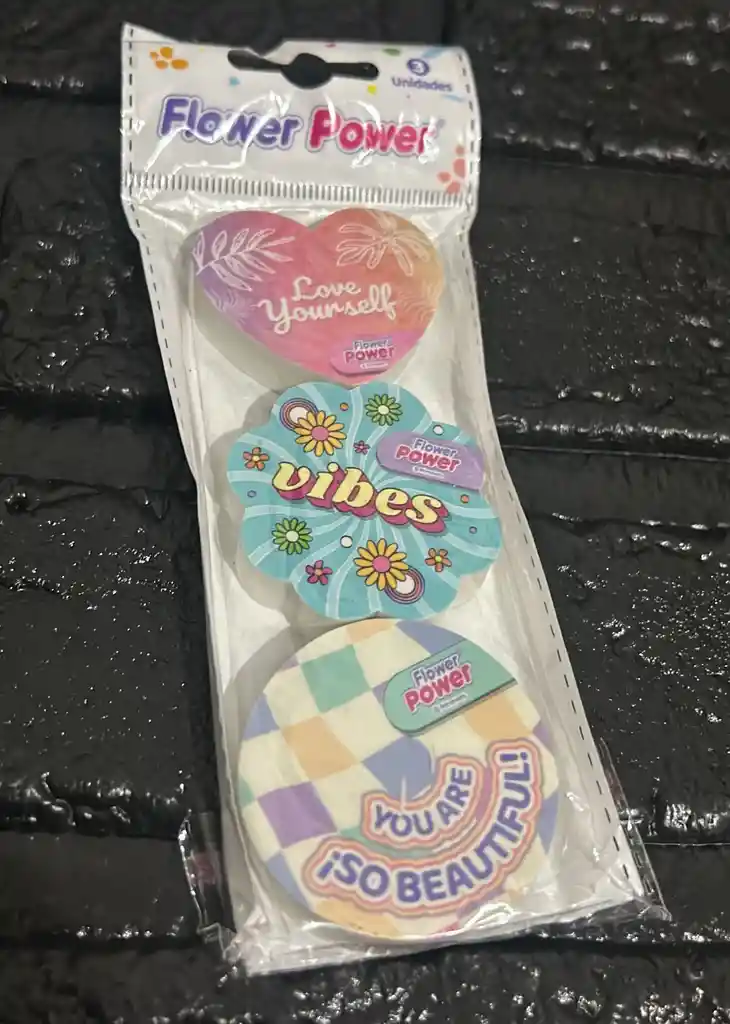 3
Unidades
Flower Power
Love
Yourself
Flower
Power
vibes
Flower
Power
Flower
Power
YOU ARE
¡SO BEAUTIFUL!